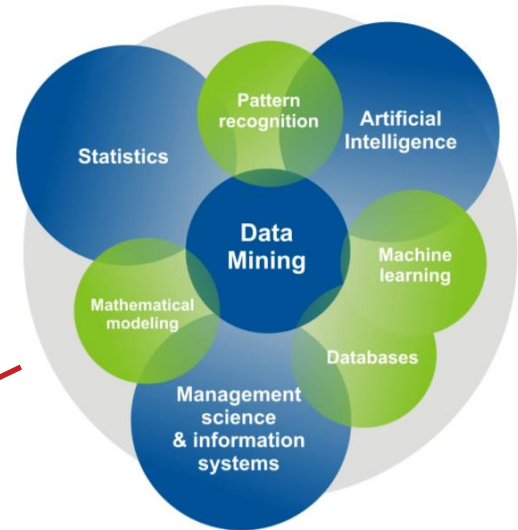 Pattern
recognition
Artificial
Intelligence
Statistics
Data
Mining
Machine
learning
Mathematical
modeling
Databases
Management
science
& information
systems